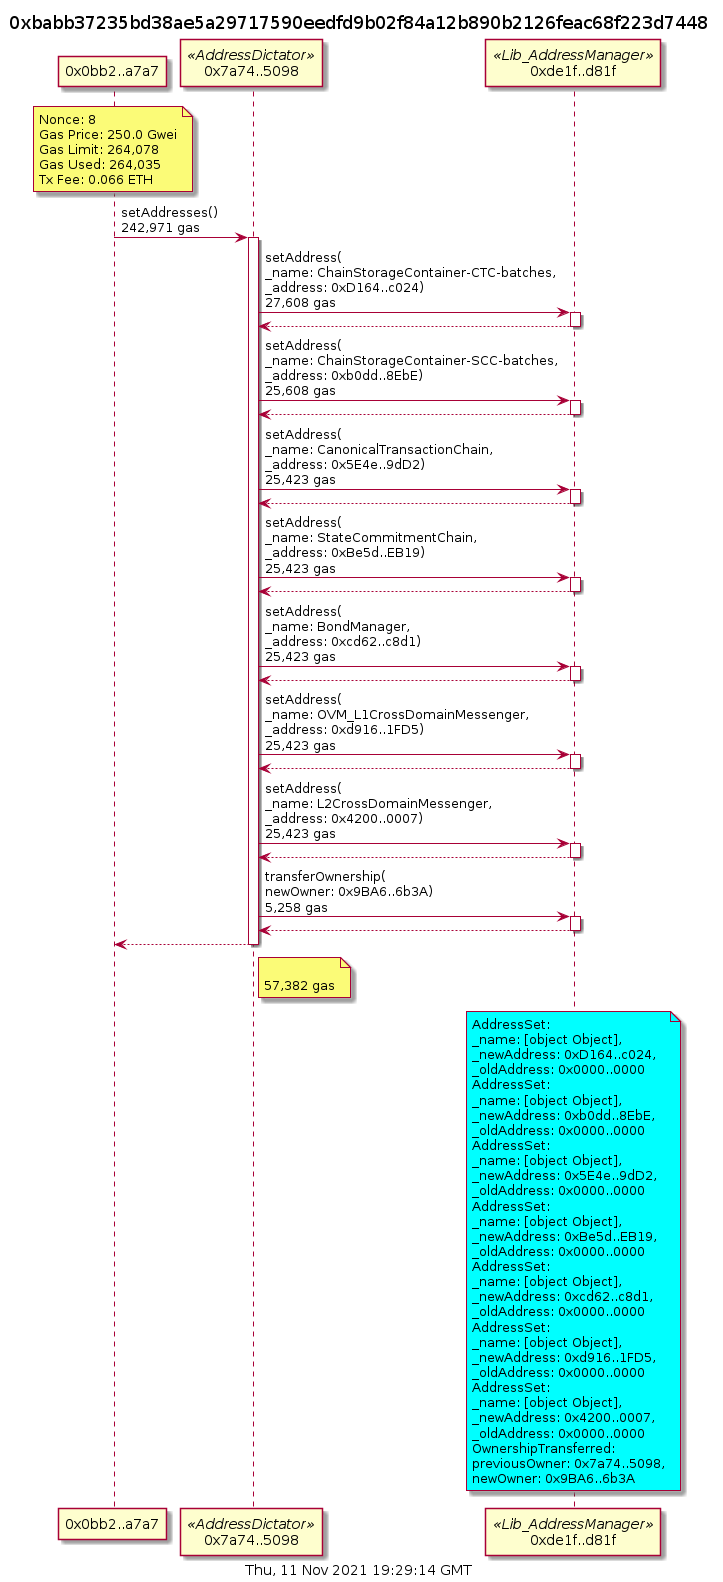 0xbabb37235bd38ae5a29717590eedfd9b02f84a12b890b2126feac68f223d7448
0x0bb2..a7a7
«AddressDictator»
0x7a74..5098
«Lib_AddressManager»
0xde1f..d81f
Nonce: 8
Gas Price: 250.0 Gwei
Gas Limit: 264,078
Gas Used: 264,035
Tx Fee: 0.066 ETH
setAddresses()
242,971 gas
setAddress(
_name: ChainStorageContainer-CTC-batches,
_address: 0xD164..c024)
27,608 gas
setAddress(
_name: ChainStorageContainer-SCC-batches,
_address: 0xb0dd..8EbE)
25,608 gas
setAddress(
_name: CanonicalTransactionChain,
_address: 0x5E4e..9dD2)
25,423 gas
setAddress(
_name: StateCommitmentChain,
_address: 0xBe5d..EB19)
25,423 gas
setAddress(
_name: BondManager,
_address: 0xcd62..c8d1)
25,423 gas
setAddress(
_name: OVM_L1CrossDomainMessenger,
_address: 0xd916..1FD5)
25,423 gas
setAddress(
_name: L2CrossDomainMessenger,
_address: 0x4200..0007)
25,423 gas
transferOwnership(
newOwner: 0x9BA6..6b3A)
5,258 gas
57,382 gas
AddressSet:
_name: [object Object],
_newAddress: 0xD164..c024,
_oldAddress: 0x0000..0000
AddressSet:
_name: [object Object],
_newAddress: 0xb0dd..8EbE,
_oldAddress: 0x0000..0000
AddressSet:
_name: [object Object],
_newAddress: 0x5E4e..9dD2,
_oldAddress: 0x0000..0000
AddressSet:
_name: [object Object],
_newAddress: 0xBe5d..EB19,
_oldAddress: 0x0000..0000
AddressSet:
_name: [object Object],
_newAddress: 0xcd62..c8d1,
_oldAddress: 0x0000..0000
AddressSet:
_name: [object Object],
_newAddress: 0xd916..1FD5,
_oldAddress: 0x0000..0000
AddressSet:
_name: [object Object],
_newAddress: 0x4200..0007,
_oldAddress: 0x0000..0000
OwnershipTransferred:
previousOwner: 0x7a74..5098,
newOwner: 0x9BA6..6b3A
0x0bb2..a7a7
«AddressDictator»
0x7a74..5098
«Lib_AddressManager»
0xde1f..d81f
Thu, 11 Nov 2021 19:29:14 GMT